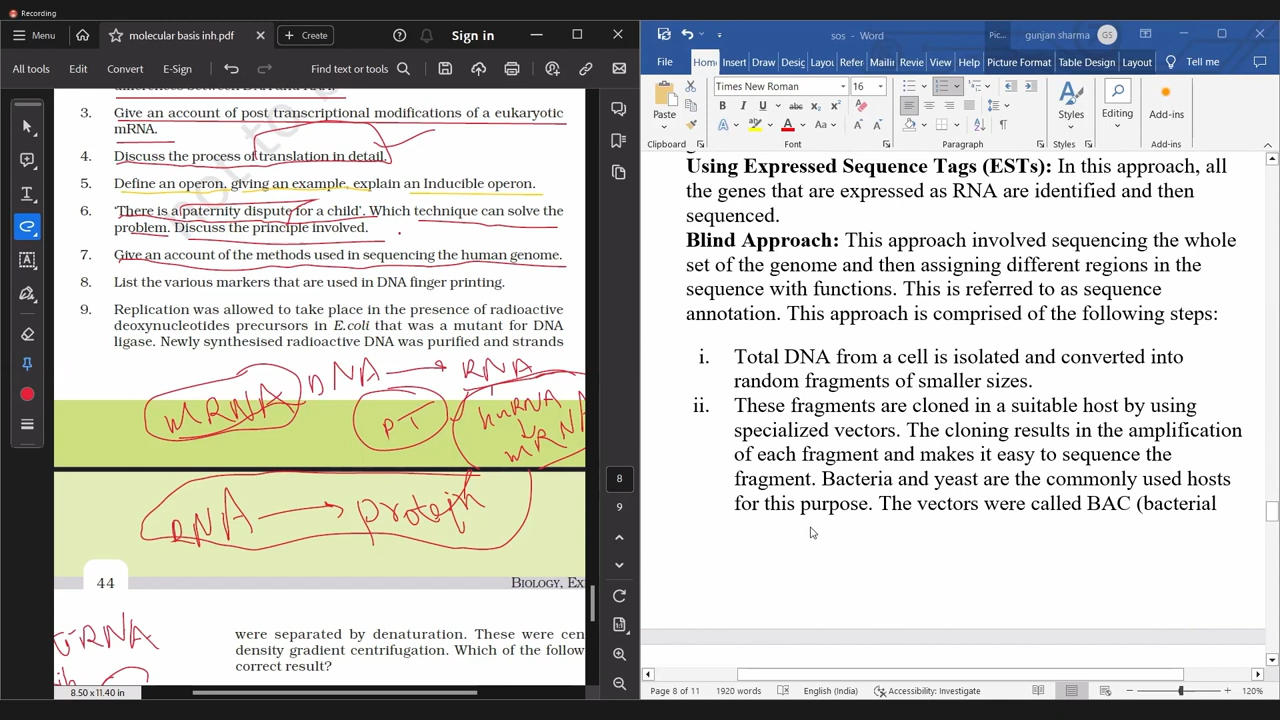 Recording
Menu
molecular basis inh.pdf
Create
Sign in
All tools
Edit
Convert
E-Sign
Find text or tools
differences between DNA and RNA.
3. Give an account of post transcriptional modifications of a eukaryotic
mRNA.
4. Discuss the process of translation in detail.
5. Define an operon, giving an example, explain an Inducible operon.
6. 'There is a paternity dispute for a child'. Which technique can solve the
problem. Discuss the principle involved.
7. Give an account of the methods used in sequencing the human genome.
8. List the various markers that are used in DNA finger printing.
9. Replication was allowed to take place in the presence of radioactive
deoxynucleotides precursors in E.coli that was a mutant for DNA
ligase. Newly synthesised radioactive DNA was purified and strands
DNA RNA
mRNA
PT
hnRNA
mRNA
RNA protein
44
BIOLOGY, EX
RNA
were separated by denaturation. These were cen
density gradient centrifugation. Which of the follow
correct result?
8.50 x 11.40 in
8
9
sos - Word
Pic...
gunjan sharma
GS
File
Home
Insert
Draw
Desig
Layou
Refer
Mailir
Revie
View
Help
Picture Format
Table Design
Layout
Tell me
Paste
Clipboard
Times New Roman
16
Font
Paragraph
Styles
Styles
Editing
Add-ins
Add-ins
Using Expressed Sequence Tags (ESTs): In this approach, all
the genes that are expressed as RNA are identified and then
sequenced.
Blind Approach: This approach involved sequencing the whole
set of the genome and then assigning different regions in the
sequence with functions. This is referred to as sequence
annotation. This approach is comprised of the following steps:
i. Total DNA from a cell is isolated and converted into
random fragments of smaller sizes.
ii. These fragments are cloned in a suitable host by using
specialized vectors. The cloning results in the amplification
of each fragment and makes it easy to sequence the
fragment. Bacteria and yeast are the commonly used hosts
for this purpose. The vectors were called BAC (bacterial
Page 8 of 11
1920 words
English (India)
Accessibility: Investigate
120%